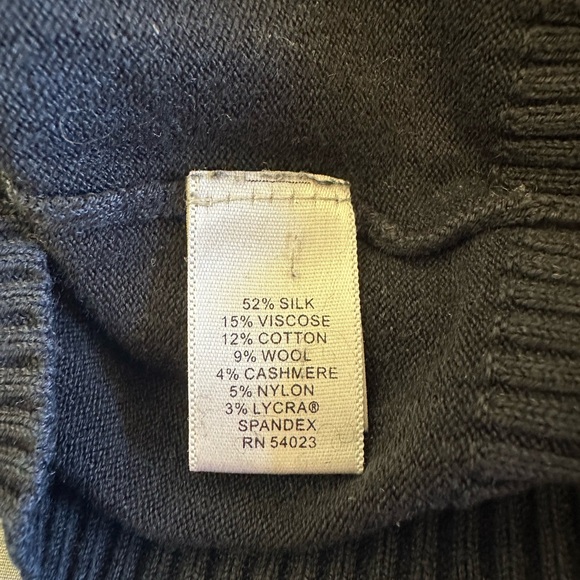 52% SILK
15% VISCOSE
12% COTTON
9% WOOL
4% CASHMERE
5% NYLON
3% LYCRA®
SPANDEX
RN 54023